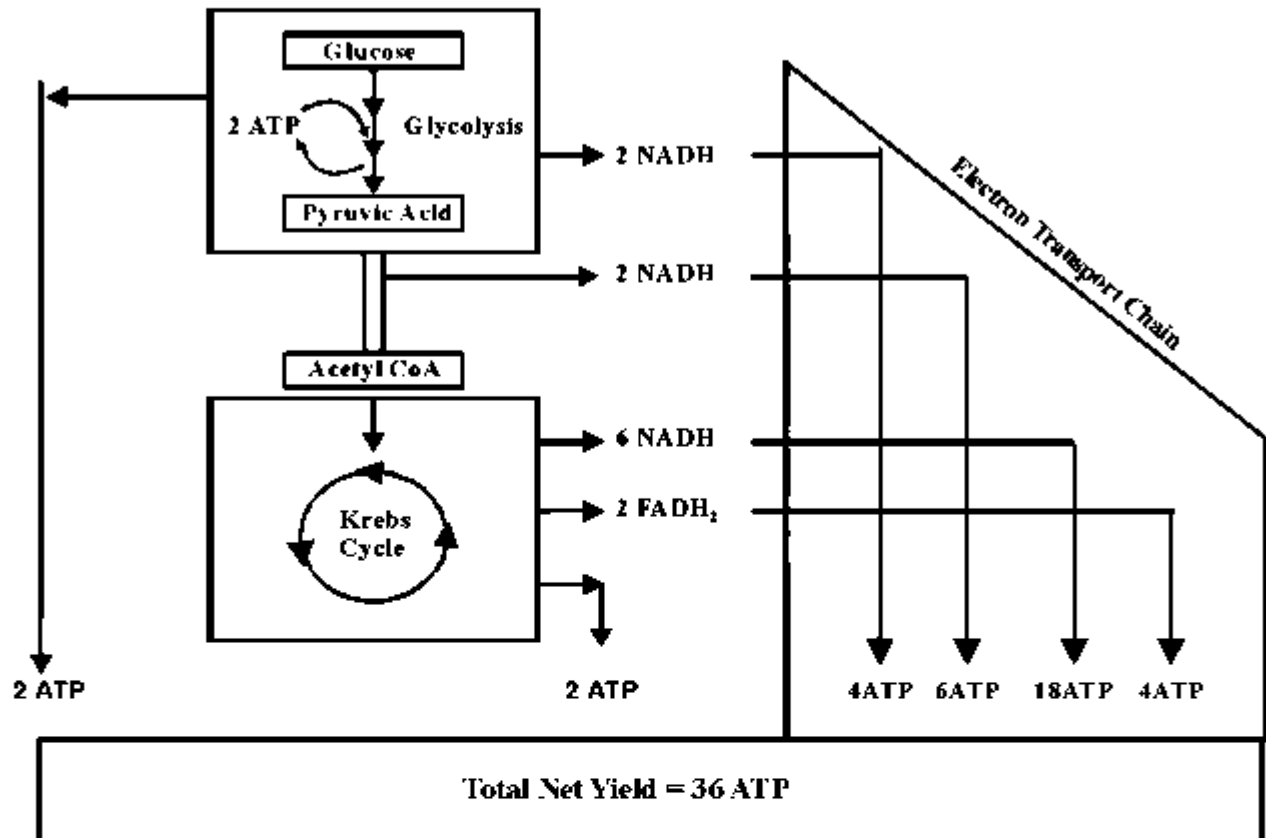 Glucose
2 ATP
Glycolysis
2 NADH
Pyruvic Acid
Electron Transport Chain
2 NADH
Acetyl CoA
6 NADH
2 FADH₂
Krebs
Cycle
2 ATP
2 ATP
4ATP
6ATP
18ATP
4ATP
Total Net Yield = 36 ATP